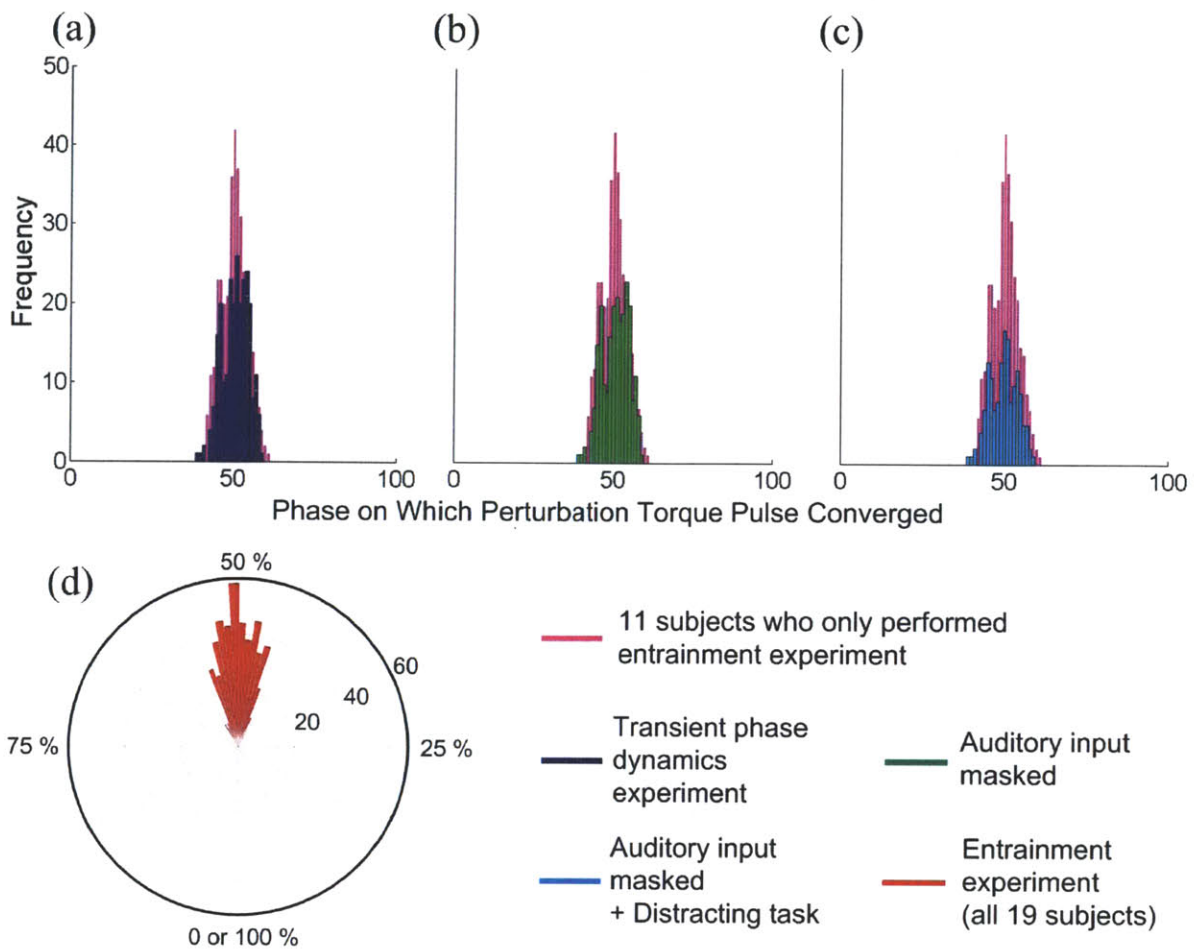 (a)
(b)
(c)
50
40
30
20
10
0
Frequency
0 50 100
0 50 100
0 50 100
Phase on Which Perturbation Torque Pulse Converged
(d)
50 %
60
40
20
75 %
25 %
0 or 100 %
11 subjects who only performed
entrainment experiment
Transient phase
dynamics
experiment
Auditory input
masked
Auditory input
masked
+ Distracting task
Entrainment
experiment
(all 19 subjects)